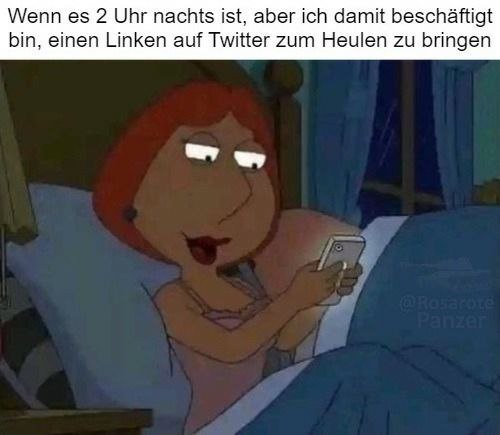 Wenn es 2 Uhr nachts ist, aber ich damit beschäftigt
bin, einen Linken auf Twitter zum Heulen zu bringen
@Rosarote
Panzer